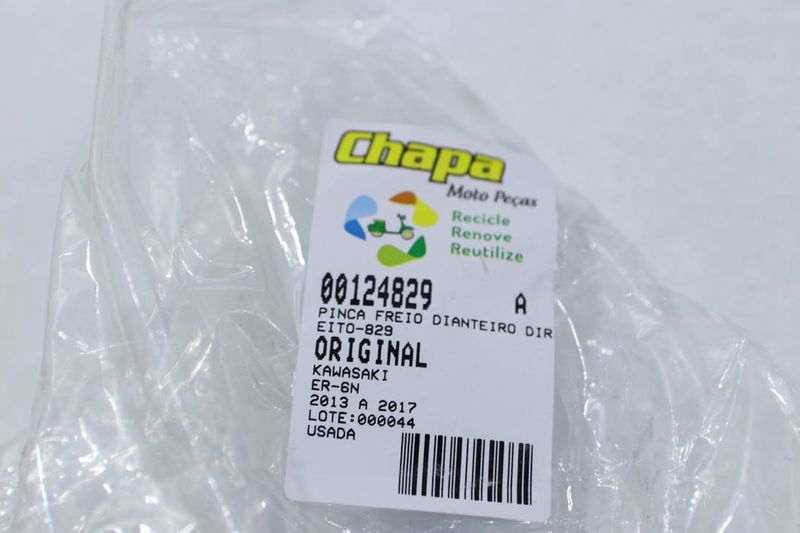 Chapa
Moto Peças
Recicle
Renove
Reutilize
00124829 A
PINCA FREIO DIANTEIRO DIR
EITO-829
ORIGINAL
KAWASAKI
ER-6N
2013 A 2017
LOTE:000044
USADA